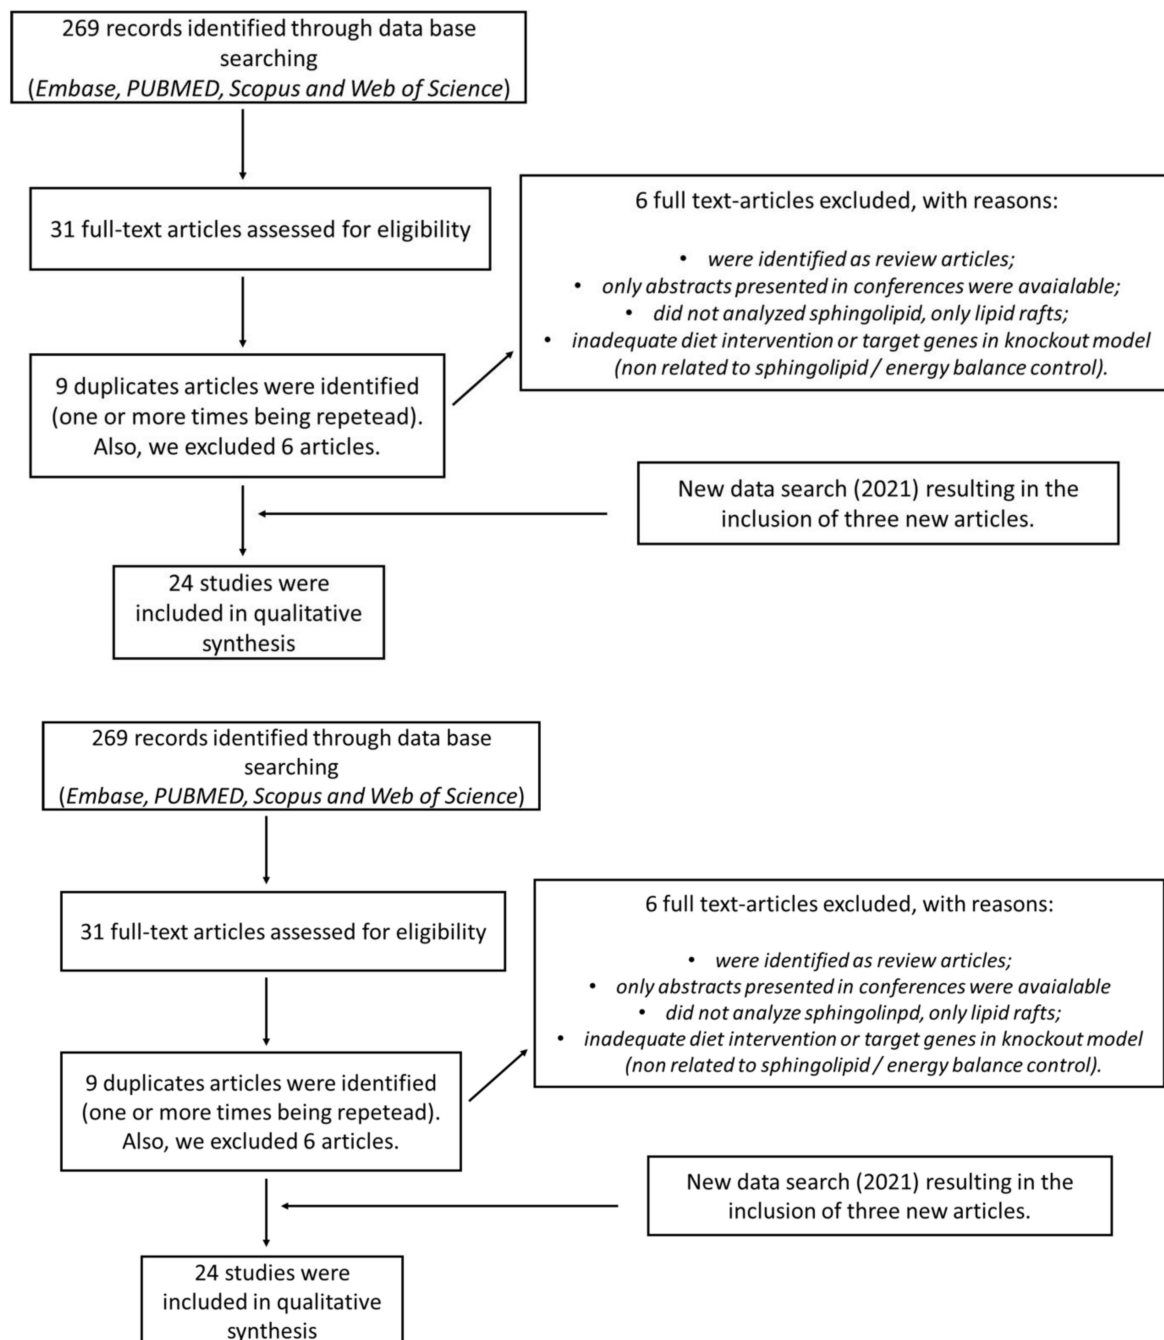 269 records identified through data base
searching
(Embase, PUBMED, Scopus and Web of Science)
31 full-text articles assessed for eligibility
6 full text-articles excluded, with reasons:
• were identified as review articles;
• only abstracts presented in conferences were avaialable;
• did not analyzed sphingolipid, only lipid rafts;
• inadequate diet intervention or target genes in knockout model
(non related to sphingolipid / energy balance control).
9 duplicates articles were identified
(one or more times being repetead).
Also, we excluded 6 articles.
New data search (2021) resulting in the
inclusion of three new articles.
24 studies were
included in qualitative
synthesis
269 records identified through data base
searching
(Embase, PUBMED, Scopus and Web of Science)
31 full-text articles assessed for eligibility
6 full text-articles excluded, with reasons:
• were identified as review articles;
• only abstracts presented in conferences were avaialable
• did not analyze sphingolinpd, only lipid rafts;
• inadequate diet intervention or target genes in knockout model
(non related to sphingolipid / energy balance control).
9 duplicates articles were identified
(one or more times being repetead).
Also, we excluded 6 articles.
New data search (2021) resulting in the
inclusion of three new articles.
24 studies were
included in qualitative
synthesis